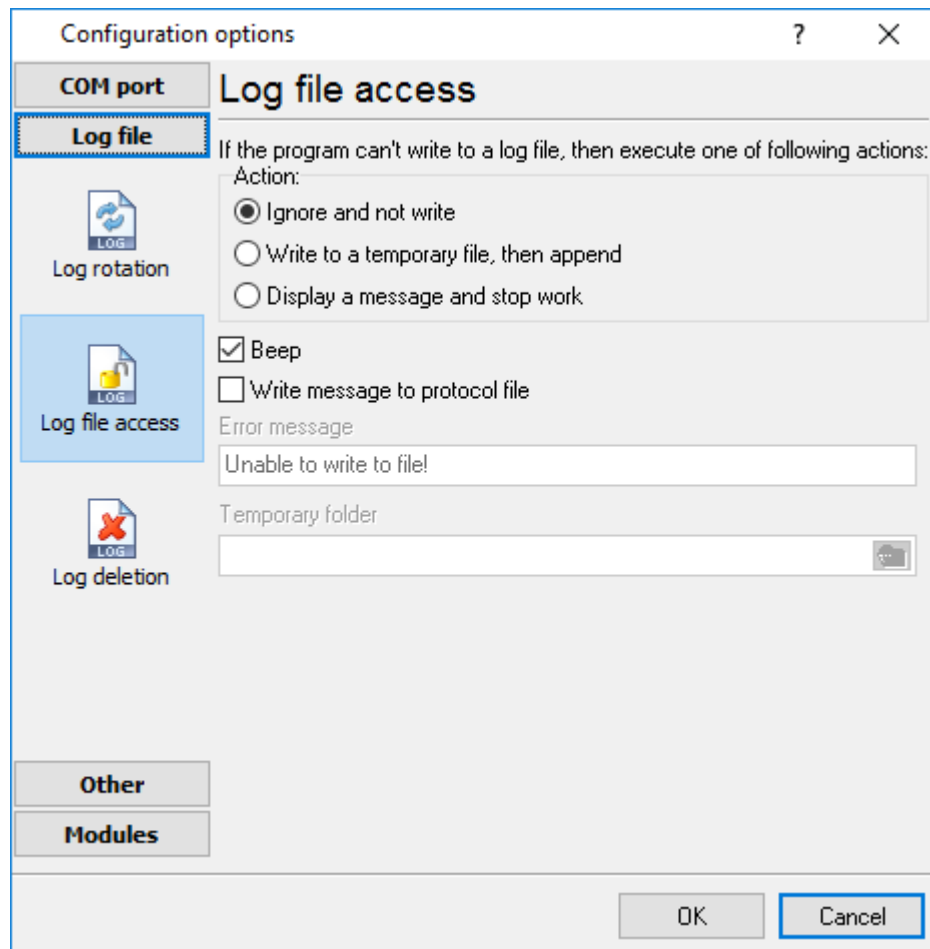 Configuration options
?
COM port
Log file
LOG
Log rotation
LOG
Log file access
LOG
Log deletion
Other
Modules
Log file access
If the program can't write to a log file, then execute one of following actions:
Action:
Ignore and not write
Write to a temporary file, then append
Display a message and stop work
Beep
Write message to protocol file
Error message
Unable to write to file!
Temporary folder
OK
Cancel